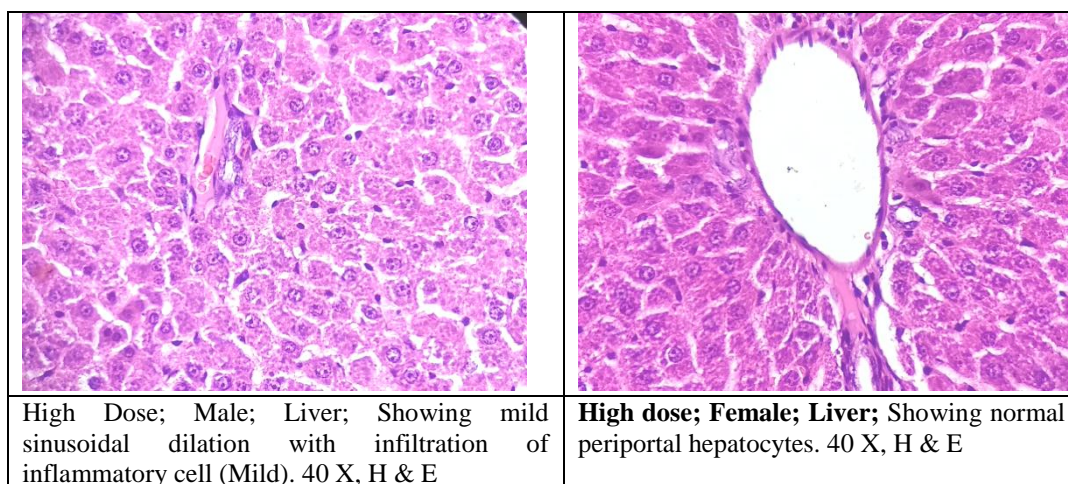 High Dose; Male; Liver; Showing mild
sinusoidal dilation with infiltration of
inflammatory cell (Mild). 40 X, H & E
High dose; Female; Liver; Showing normal
periportal hepatocytes. 40 X, H & E